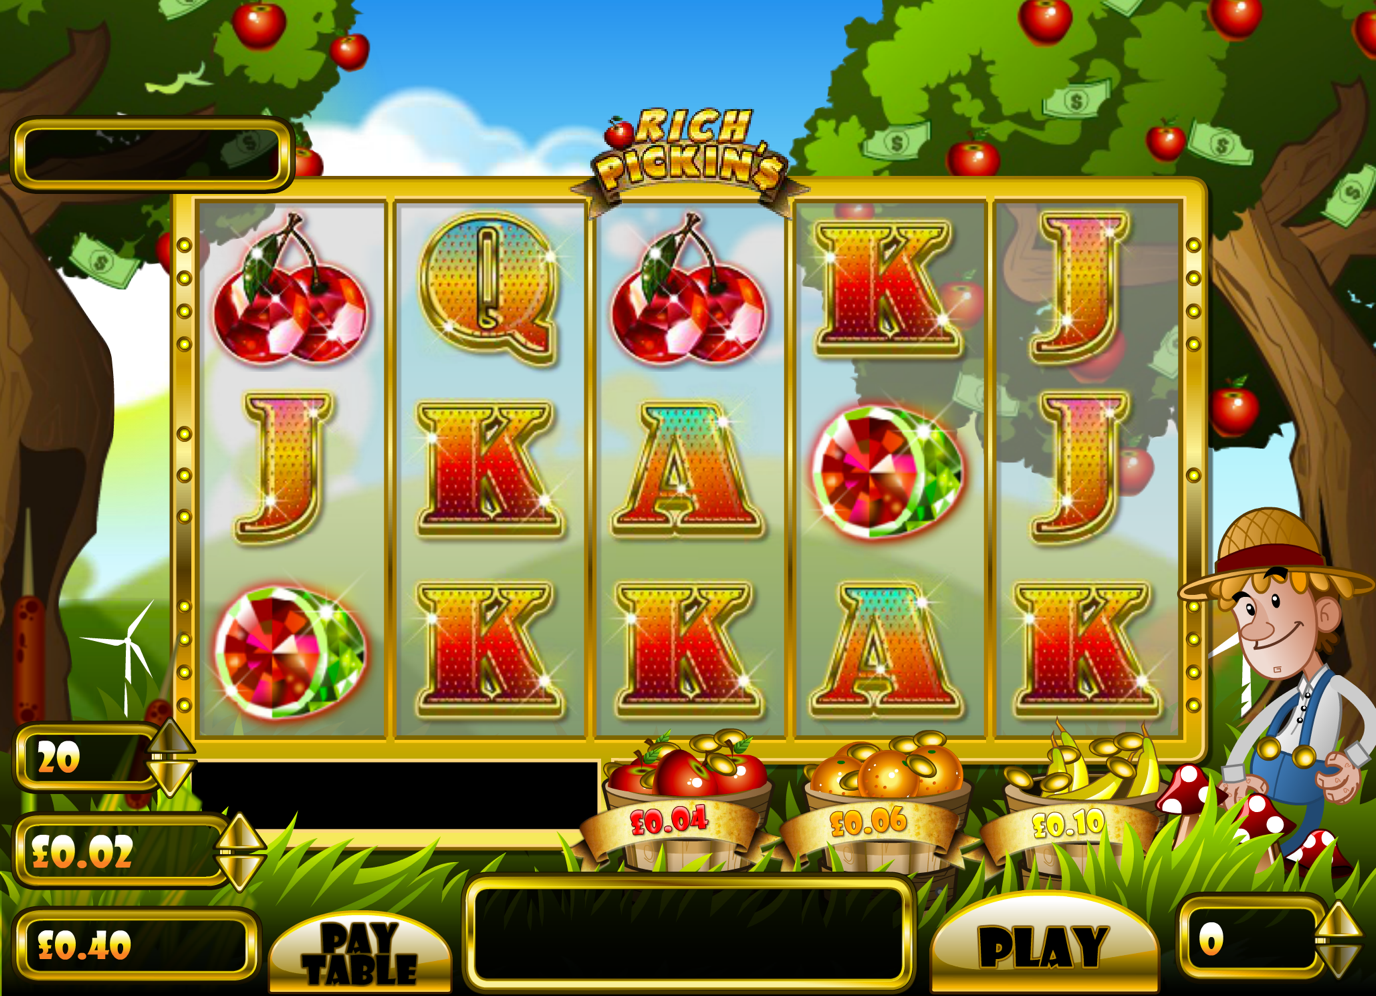 RICH
PICKIN'$
Q K J
J K A J
K K A K
20
£0.04 £0.06 £0.10
£0.02
£0.40
PAY
TABLE
PLAY
0